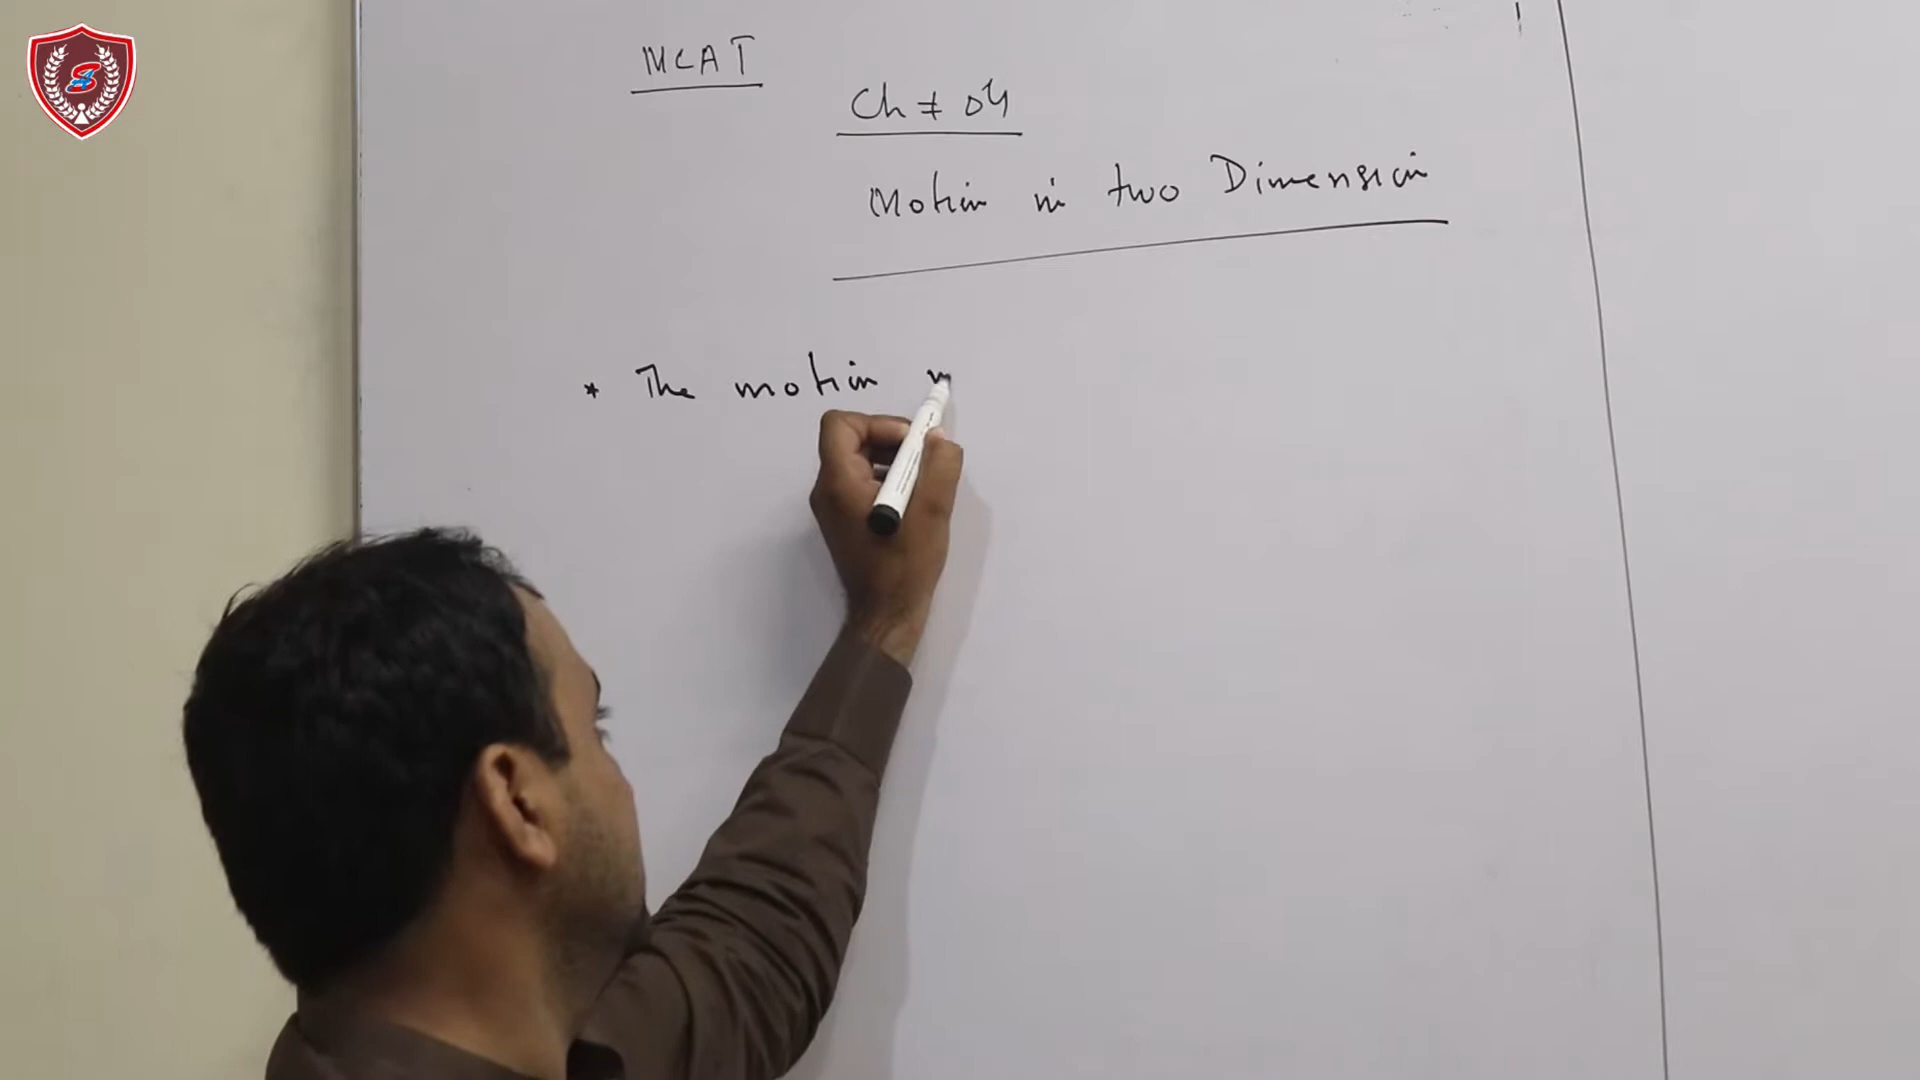 MCAT
Ch # 04
Motion in two Dimension
* The motion